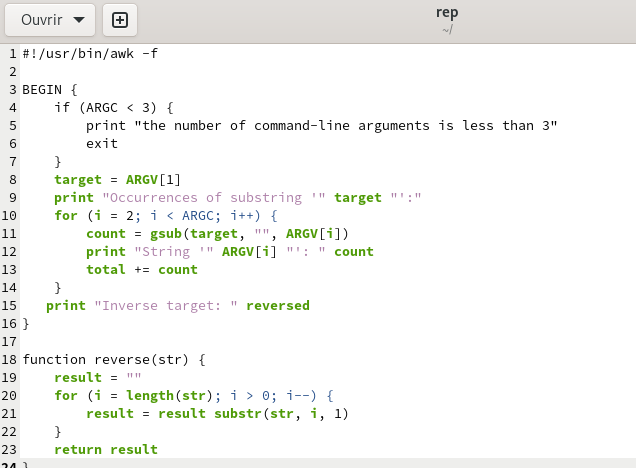 Ouvrir
rep
~/
1 #!/usr/bin/awk -f
2
3 BEGIN {
4     if (ARGC < 3) {
5         print "the number of command-line arguments is less than 3"
6         exit
7     }
8     target = ARGV[1]
9     print "Occurrences of substring '" target "':"
10     for (i = 2; i < ARGC; i++) {
11         count = gsub(target, "", ARGV[i])
12         print "String '" ARGV[i] "': " count
13         total += count
14     }
15    print "Inverse target: " reversed
16 }
17
18 function reverse(str) {
19     result = ""
20     for (i = length(str); i > 0; i--) {
21         result = result substr(str, i, 1)
22     }
23     return result
24 }